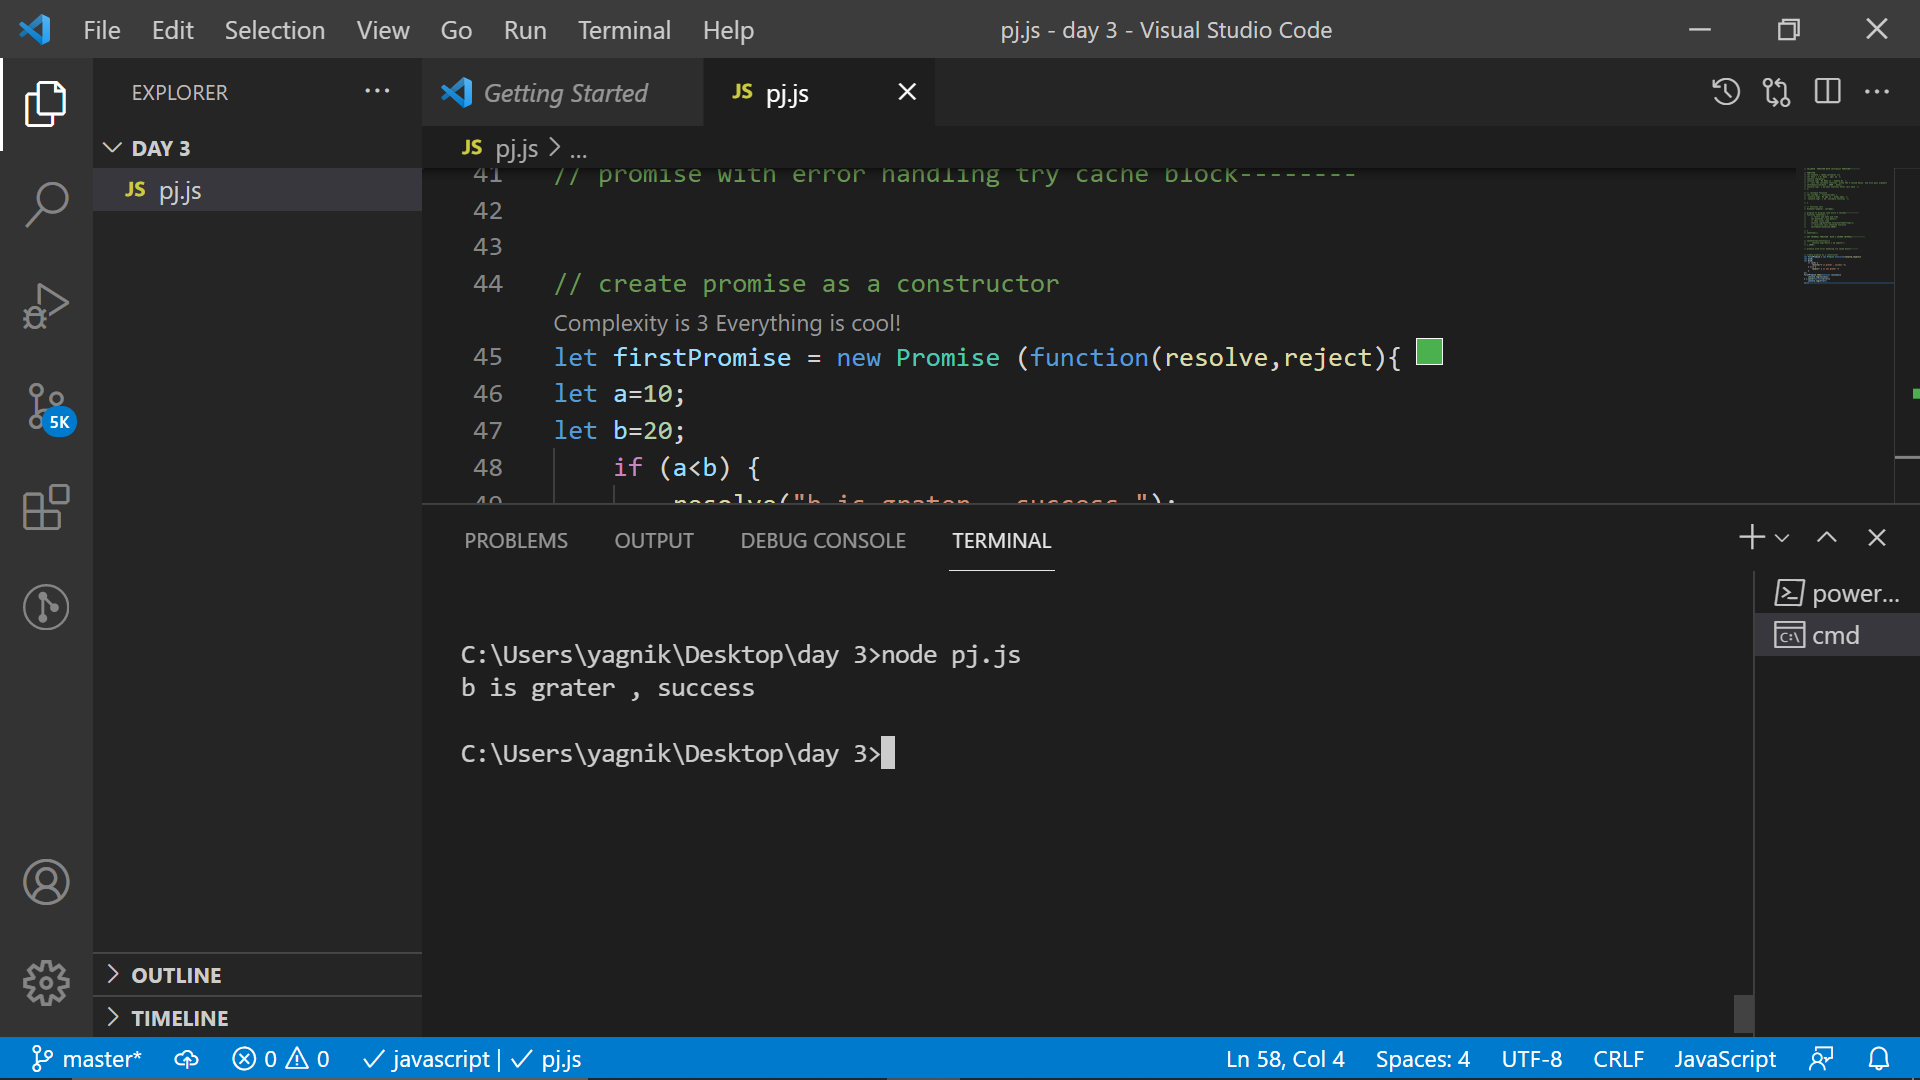 File Edit Selection View Go Run Terminal Help
pj.js - day 3 - Visual Studio Code
EXPLORER
Getting Started
JS pj.js
DAY 3
JS pj.js
JS pj.js > ...
41 // promise with error handling try cache block--------
42
43
44 // create promise as a constructor
Complexity is 3 Everything is cool!
45 let firstPromise = new Promise (function(resolve,reject){
46 let a=10;
47 let b=20;
48 if (a<b) {
49 resolve("b is grater , success ");
5K
PROBLEMS OUTPUT DEBUG CONSOLE TERMINAL
power...
cmd
C:\Users\yagnik\Desktop\day 3>node pj.js
b is grater , success
C:\Users\yagnik\Desktop\day 3>
OUTLINE
TIMELINE
master* 0 0 javascript | pj.js
Ln 58, Col 4 Spaces: 4 UTF-8 CRLF JavaScript